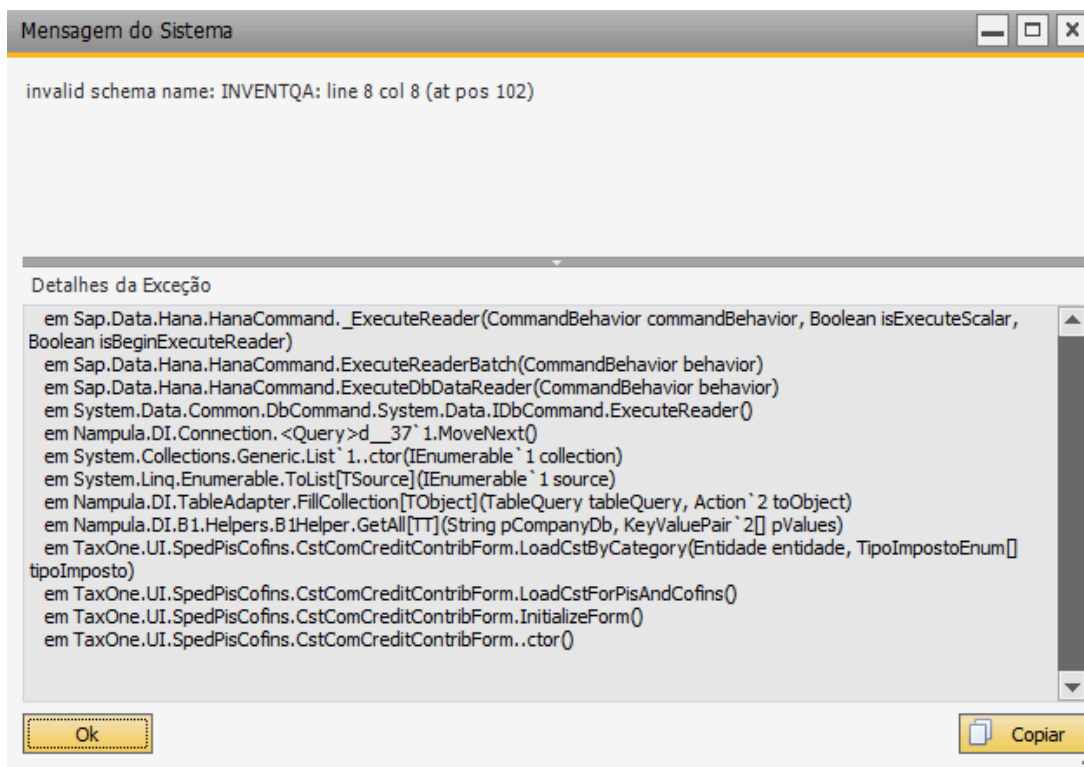 Mensagem do Sistema
invalid schema name: INVENTQA: line 8 col 8 (at pos 102)
Detalhes da Exceção
em Sap.Data.Hana.HanaCommand._ExecuteReader(CommandBehavior commandBehavior, Boolean isExecuteScalar,
Boolean isBeginExecuteReader)
em Sap.Data.Hana.HanaCommand.ExecuteReaderBatch(CommandBehavior behavior)
em Sap.Data.Hana.HanaCommand.ExecuteDbDataReader(CommandBehavior behavior)
em System.Data.Common.DbCommand.System.Data.IDbCommand.ExecuteReader()
em Nampula.DI.Connection.<Query>d__37`1.MoveNext()
em System.Collections.Generic.List`1..ctor(IEnumerable`1 collection)
em System.Linq.Enumerable.ToList[TSource](IEnumerable`1 source)
em Nampula.DI.TableAdapter.FillCollection[TObject](TableQuery tableQuery, Action`2 toObject)
em Nampula.DI.B1.Helpers.B1Helper.GetAll[TT](String pCompanyDb, KeyValuePair`2[] pValues)
em TaxOne.UI.SpedPisCofins.CstComCreditContribForm.LoadCstByCategory(Entidade entidade, TipoImpostoEnum[]
tipoImposto)
em TaxOne.UI.SpedPisCofins.CstComCreditContribForm.LoadCstForPisAndCofins()
em TaxOne.UI.SpedPisCofins.CstComCreditContribForm.InitializeForm()
em TaxOne.UI.SpedPisCofins.CstComCreditContribForm..ctor()
Ok
Copiar